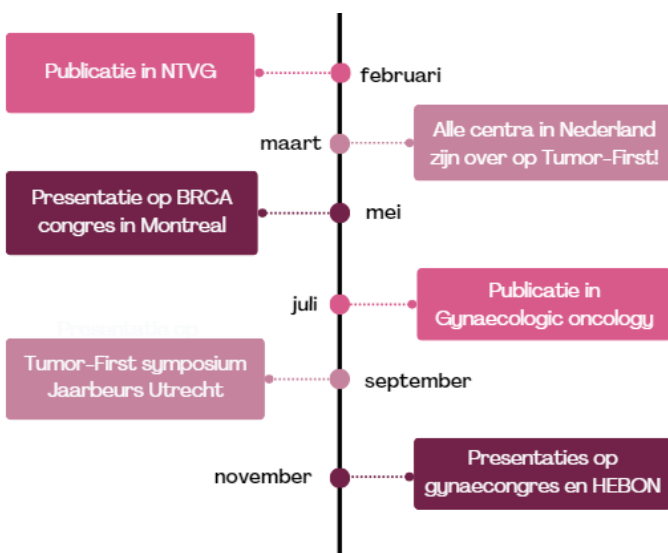 Publicatie in NTVG
februari
maart
Alle centra in Nederland
zijn over op Tumor-First!
Presentatie op BRCA
congres in Montreal
mei
juli
Publicatie in
Gynaecologic oncology
Presentatie op
Tumor-First symposium
Jaarbeurs Utrecht
september
november
Presentaties op
gynaecongres en HEBON